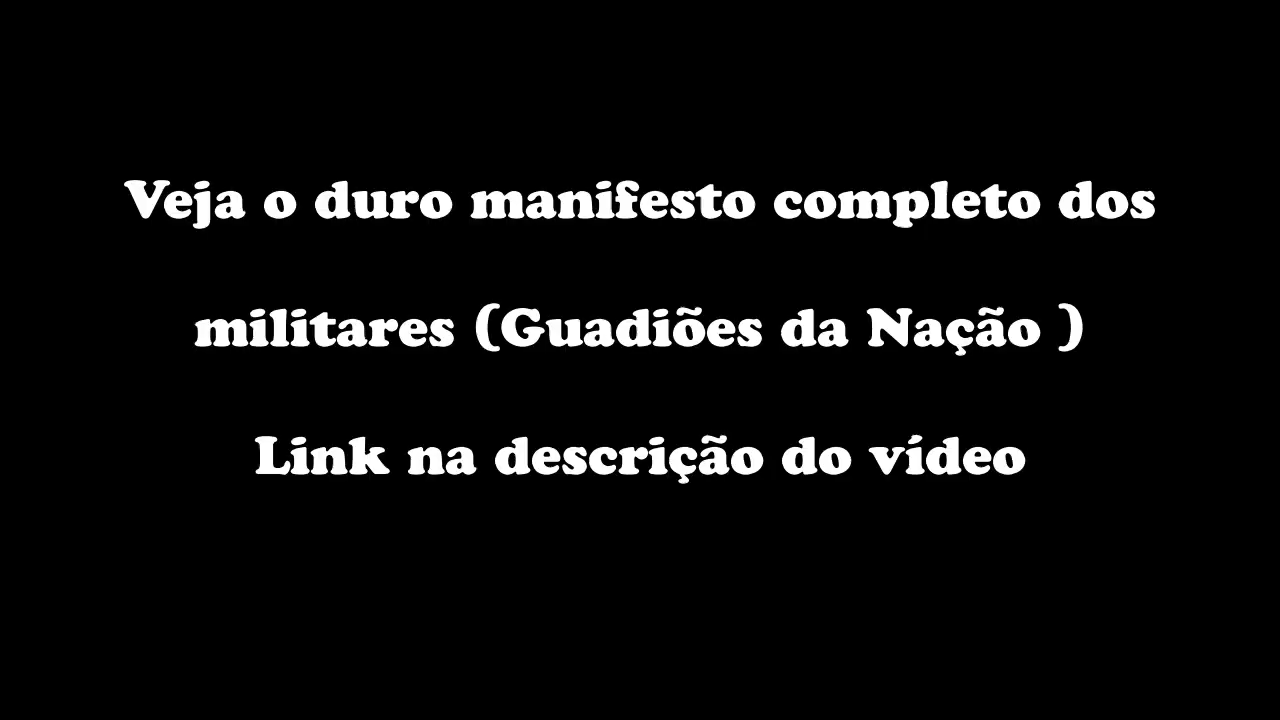 Veja o duro manifesto completo dos
militares (Guadiões da Nação )
Link na descrição do vídeo